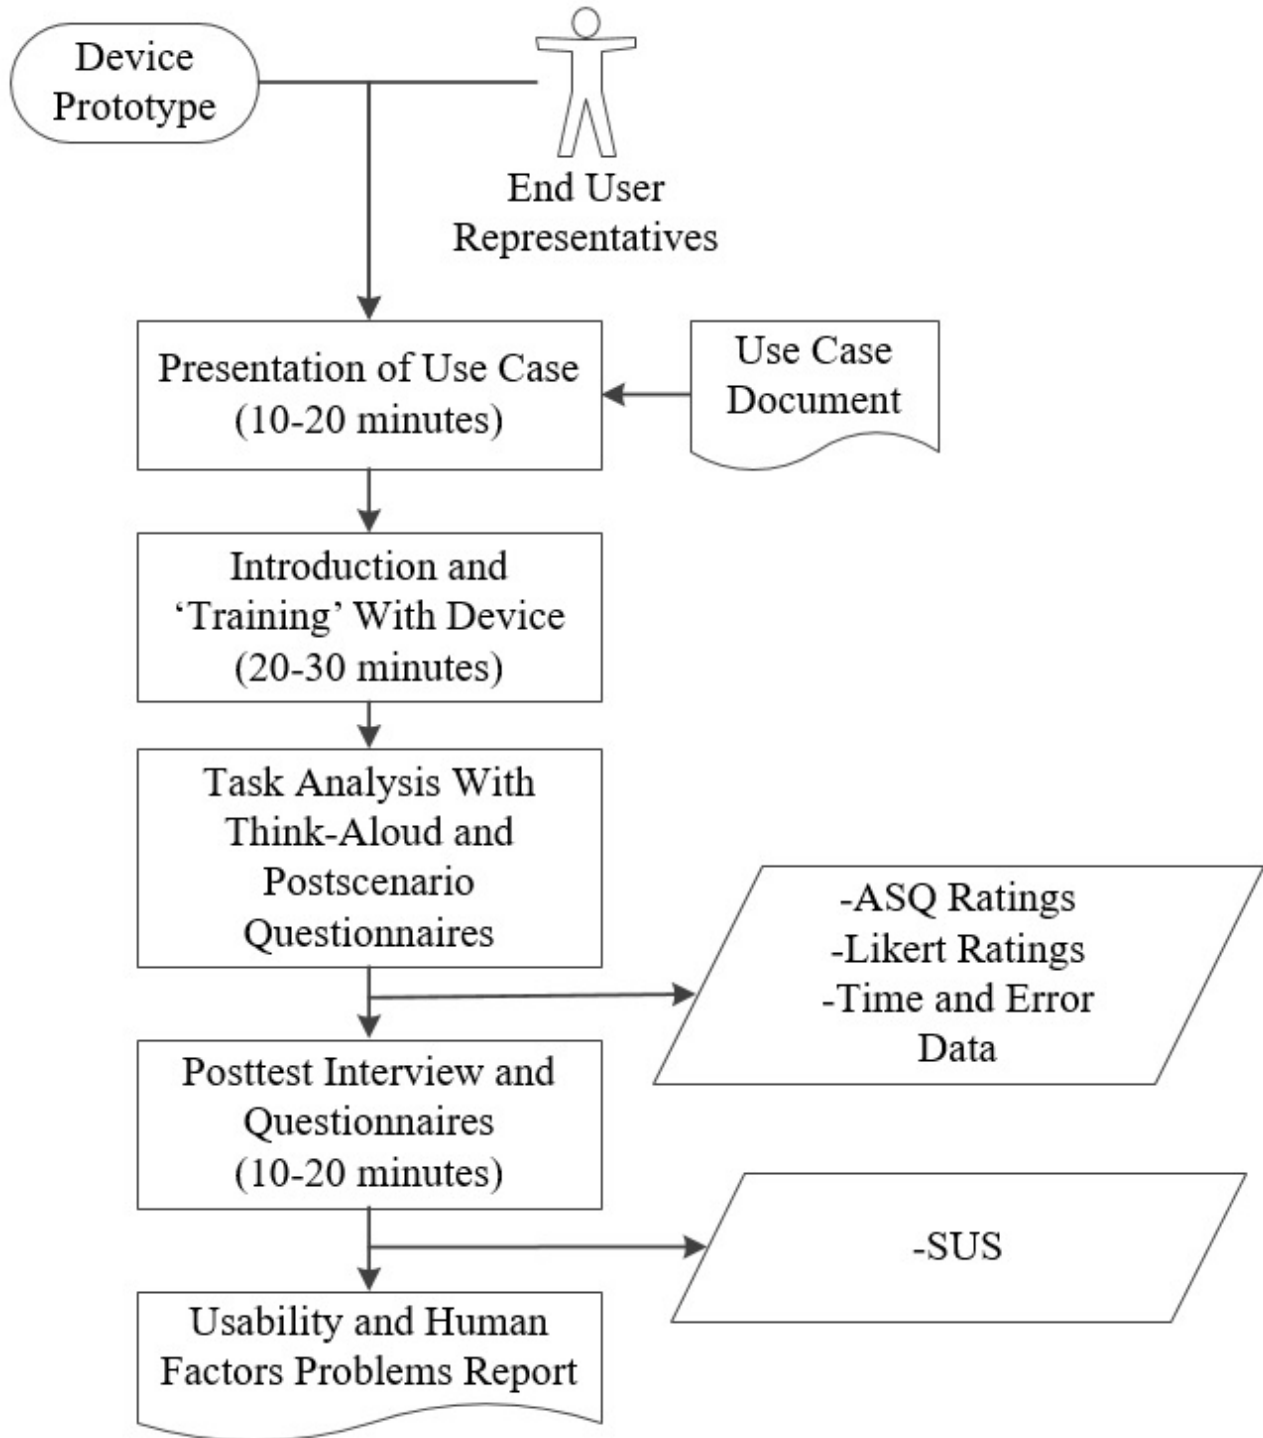 Device
Prototype
End User
Representatives
Presentation of Use Case
(10-20 minutes)
Use Case
Document
Introduction and
‘Training’ With Device
(20-30 minutes)
Task Analysis With
Think-Aloud and
Postscenario
Questionnaires
-ASQ Ratings
-Likert Ratings
-Time and Error
Data
Posttest Interview and
Questionnaires
(10-20 minutes)
-SUS
Usability and Human
Factors Problems Report